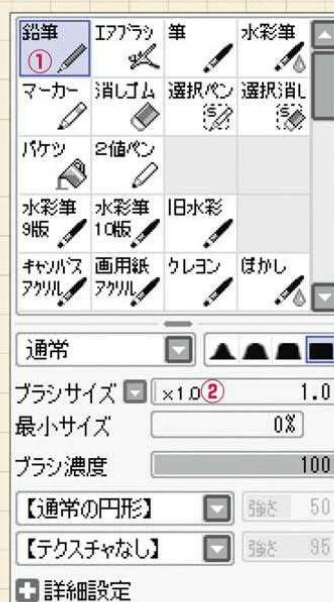 鉛筆 エアブラシ 筆 水彩筆
①
マーカー 消しゴム 選択ペン 選択消し
バケツ 2値ペン
水彩筆 水彩筆 旧水彩
9版 10版
キャンバス 画用紙 クレヨン ぼかし
アクリル アクリル
通常
ブラシサイズ ×1.0 ② 1.0
最小サイズ 0%
ブラシ濃度 100
【通常の円形】 強さ 50
【テクスチャなし】 強さ 95
詳細設定